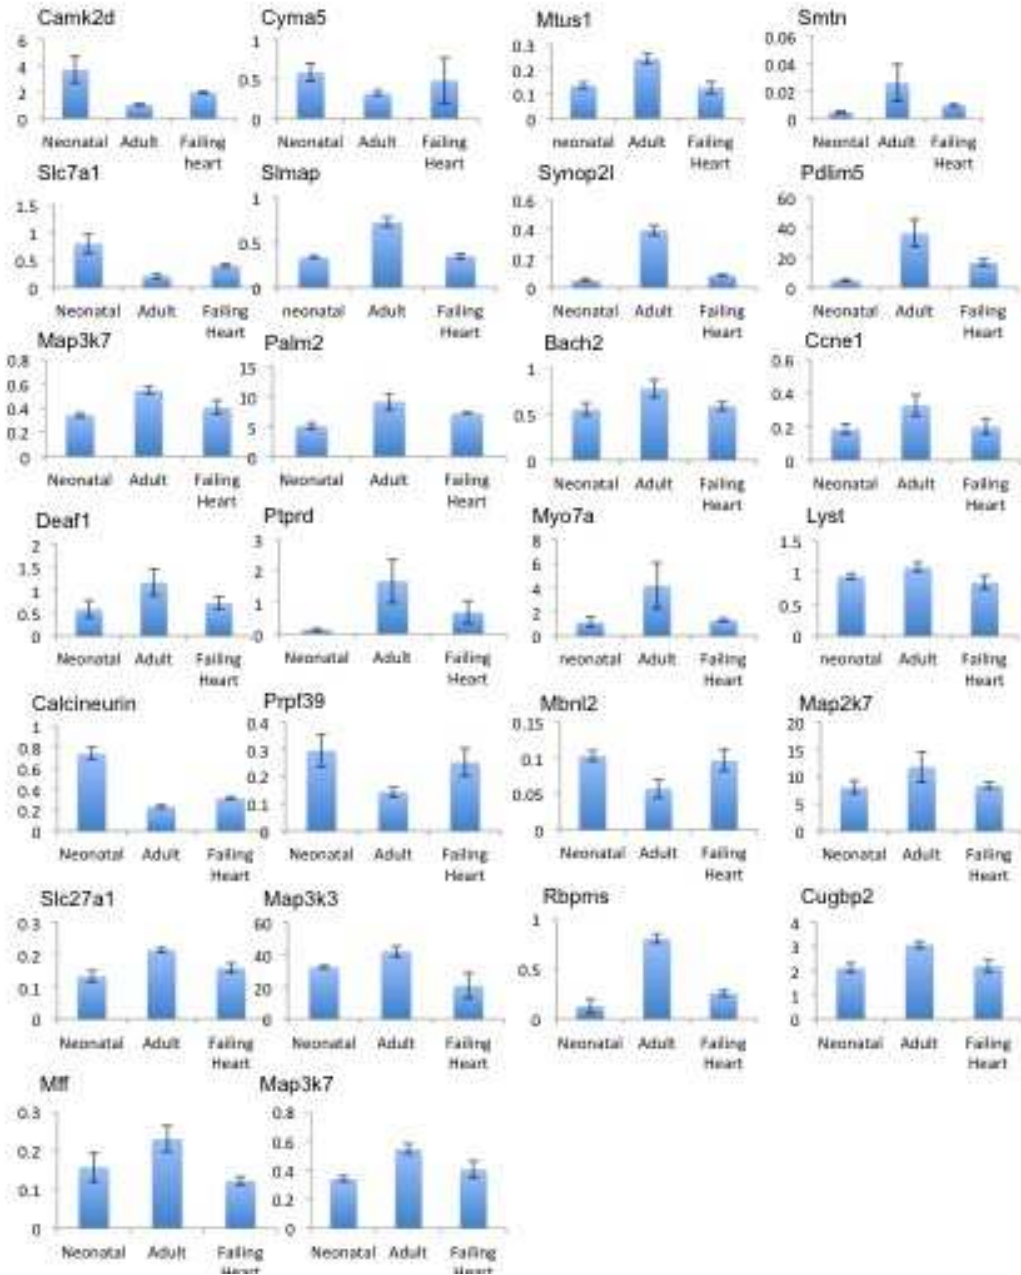 Camk2d
6
4
2
0
Neonatal Adult Failing
heart
Cyma5
1
0.5
0
Neonatal Adult Failing
Heart
Mtus1
0.3
0.2
0.1
0
neonatal Adult Failing
Heart
Smtn
0.06
0.04
0.02
0
Neontal Adult Failing
Heart
Slc7a1
1.5
1
0.5
0
Neonatal Adult Failing
Heart
Slmap
1
0.5
0
neonatal Adult Failing
Heart
Synop2l
0.6
0.4
0.2
0
Neonatal Adult Failing
Heart
Pdlim5
60
40
20
0
Neonatal Adult Failing
Heart
Map3k7
0.8
0.6
0.4
0.2
0
Neonatal Adult Failing
Heart
Palm2
15
10
5
0
Neonatal Adult Failing
Heart
Bach2
1
0.5
0
Neonatal Adult Failing
Heart
Ccne1
0.6
0.4
0.2
0
Neonatal Adult Failing
Heart
Deaf1
2
1.5
1
0.5
0
Neonatal Adult Failing
Heart
Ptprd
3
2
1
-0
Neonatal Adult Failing
Heart
Myo7a
8
6
4
2
0
neonatal Adult Failing
Heart
Lyst
1.5
1
0.5
0
neonatal Adult Failing
Heart
Calcineurin
1
0.8
0.6
0.4
0.2
0
Neonatal Adult Failing
Heart
Prpf39
0.4
0.3
0.2
0.1
0
Neonatal Adult Failing
Heart
Mbnl2
0.15
0.1
0.05
0
Neonatal Adult Failing
Heart
Map2k7
20
15
10
5
0
Neonatal Adult Failing
Heart
Slc27a1
0.3
0.2
0.1
0
Neonatal Adult Failing
Heart
Map3k3
60
40
20
0
Neonatal Adult Failing
Heart
Rbpms
1
0.5
0
Neonatal Adult Failing
Heart
Cugbp2
4
3
2
1
0
Neonatal Adult Failing
Heart
Mff
0.3
0.2
0.1
0
Neonatal Adult Failing
Heart
Map3k7
0.8
0.6
0.4
0.2
0
Neonatal Adult Failing
Heart